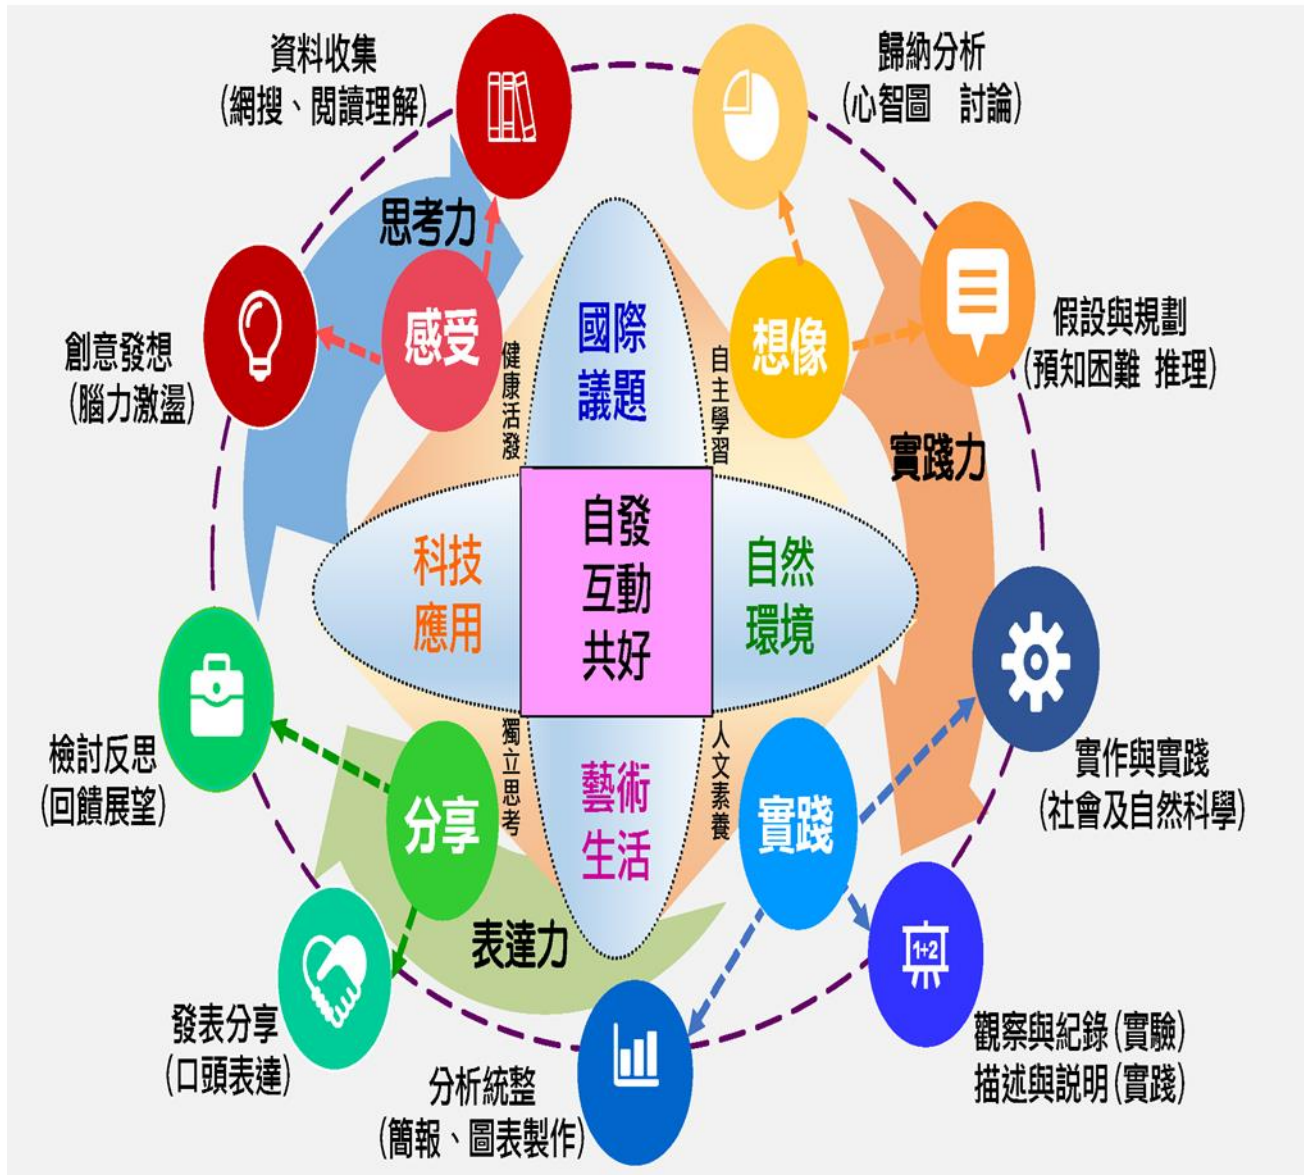 資料收集
(網搜、閱讀理解)
歸納分析
(心智圖 討論)
思考力
創意發想
(腦力激盪)
感受
健康活潑
國際
議題
自主學習
想像
假設與規劃
(預知困難 推理)
實踐力
科技
應用
自發
互動
共好
自然
環境
檢討反思
(回饋展望)
分享
獨立思考
藝術
生活
人文素養
實踐
實作與實踐
(社會及自然科學)
表達力
1+2
發表分享
(口頭表達)
分析統整
(簡報、圖表製作)
觀察與紀錄(實驗)
描述與説明(實踐)